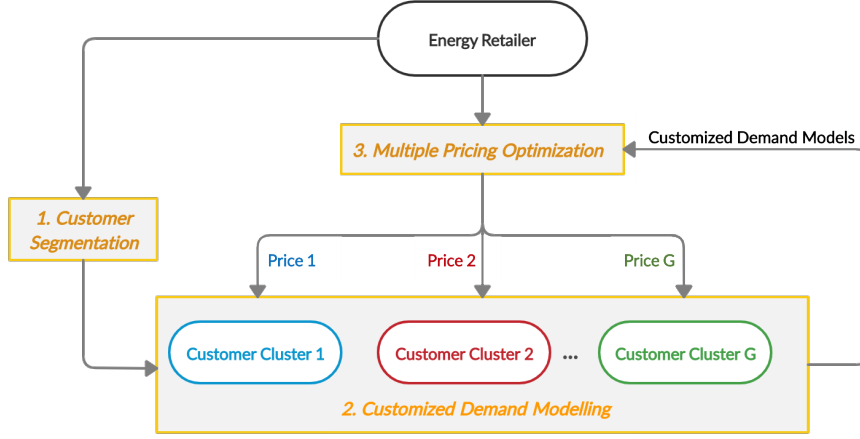 Energy Retailer
3. Multiple Pricing Optimization
Customized Demand Models
1. Customer
Segmentation
Price 1
Price 2
Price G
Customer Cluster 1
Customer Cluster 2
...
Customer Cluster G
2. Customized Demand Modelling